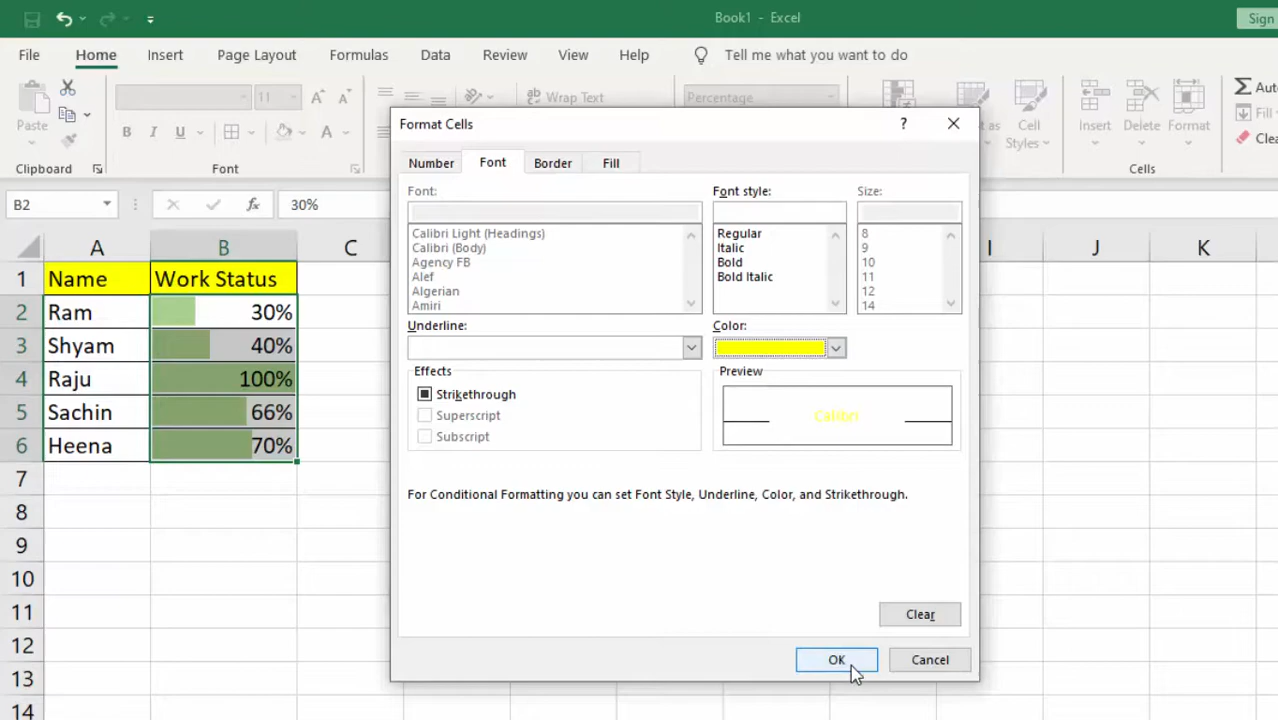 Book1 - Excel
Sign
File Home Insert Page Layout Formulas Data Review View Help Tell me what you want to do
Paste
Clipboard
11
B I U
Font
Wrap Text
Percentage
as
Cell
Styles
Insert Delete Format
Cells
Auto
Fill
Clea
B2
fx 30%
A B C I J K
1 Name Work Status
2 Ram 30%
3 Shyam 40%
4 Raju 100%
5 Sachin 66%
6 Heena 70%
7
8
9
10
11
12
13
14
Format Cells ?
Number Font Border Fill
Font: Font style: Size:
Calibri Light (Headings) Regular 8
Calibri (Body) Italic 9
Agency FB Bold 10
Alef Bold Italic 11
Algerian 12
Amiri 14
Underline: Color:
Effects Preview
Strikethrough
Superscript
Subscript
Calibri
For Conditional Formatting you can set Font Style, Underline, Color, and Strikethrough.
Clear
OK Cancel